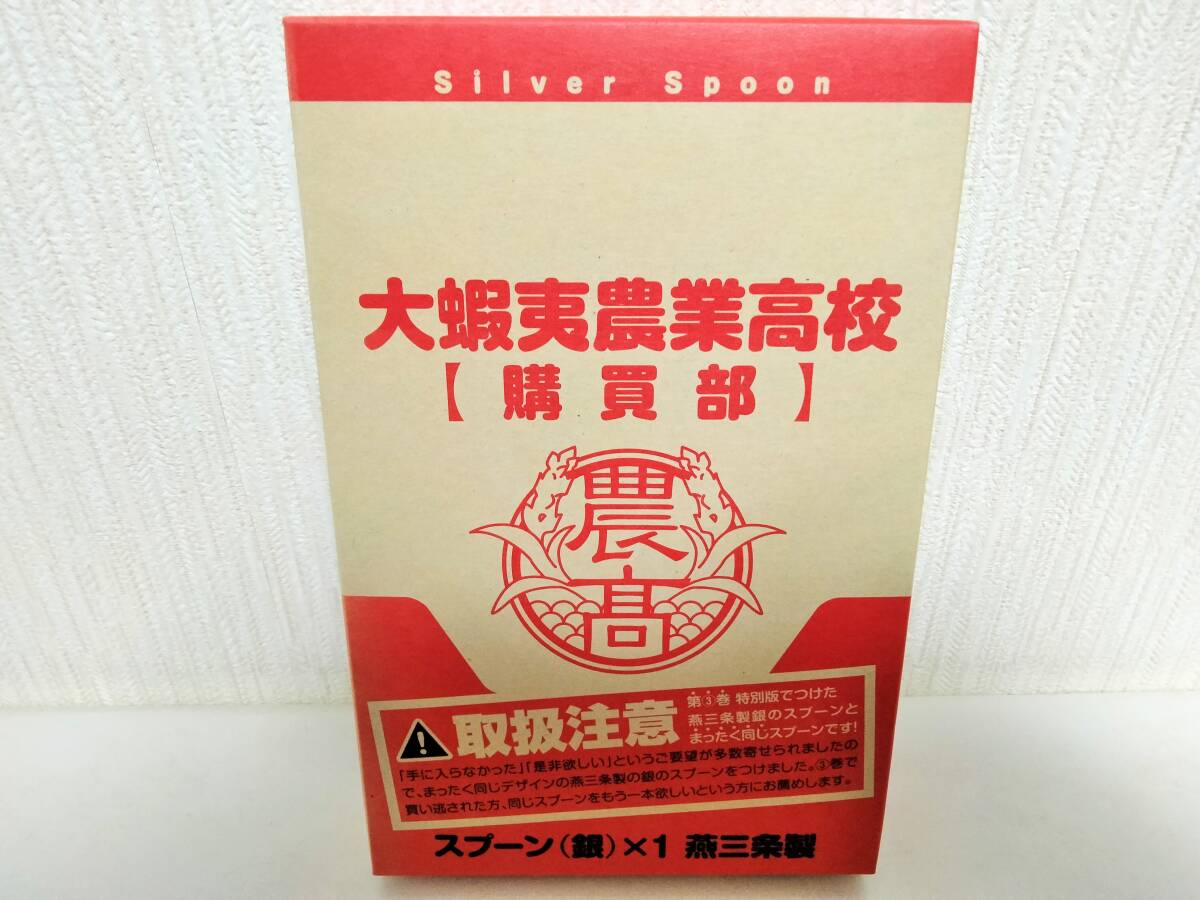 Silver Spoon
大蝦夷農業高校
【購買部】
農
高
取扱注意
第③巻 特別版でつけた
燕三条製銀のスプーンと
まったく同じスプーンです!
「手に入らなかった」「是非欲しい」というご要望が多数寄せられましたの
で、まったく同じデザインの燕三条製の銀のスプーンをつけました。③巻で
買い逃された方、同じスプーンをもう一本欲しいという方にお薦めします。
スプーン(銀)×1 燕三条製